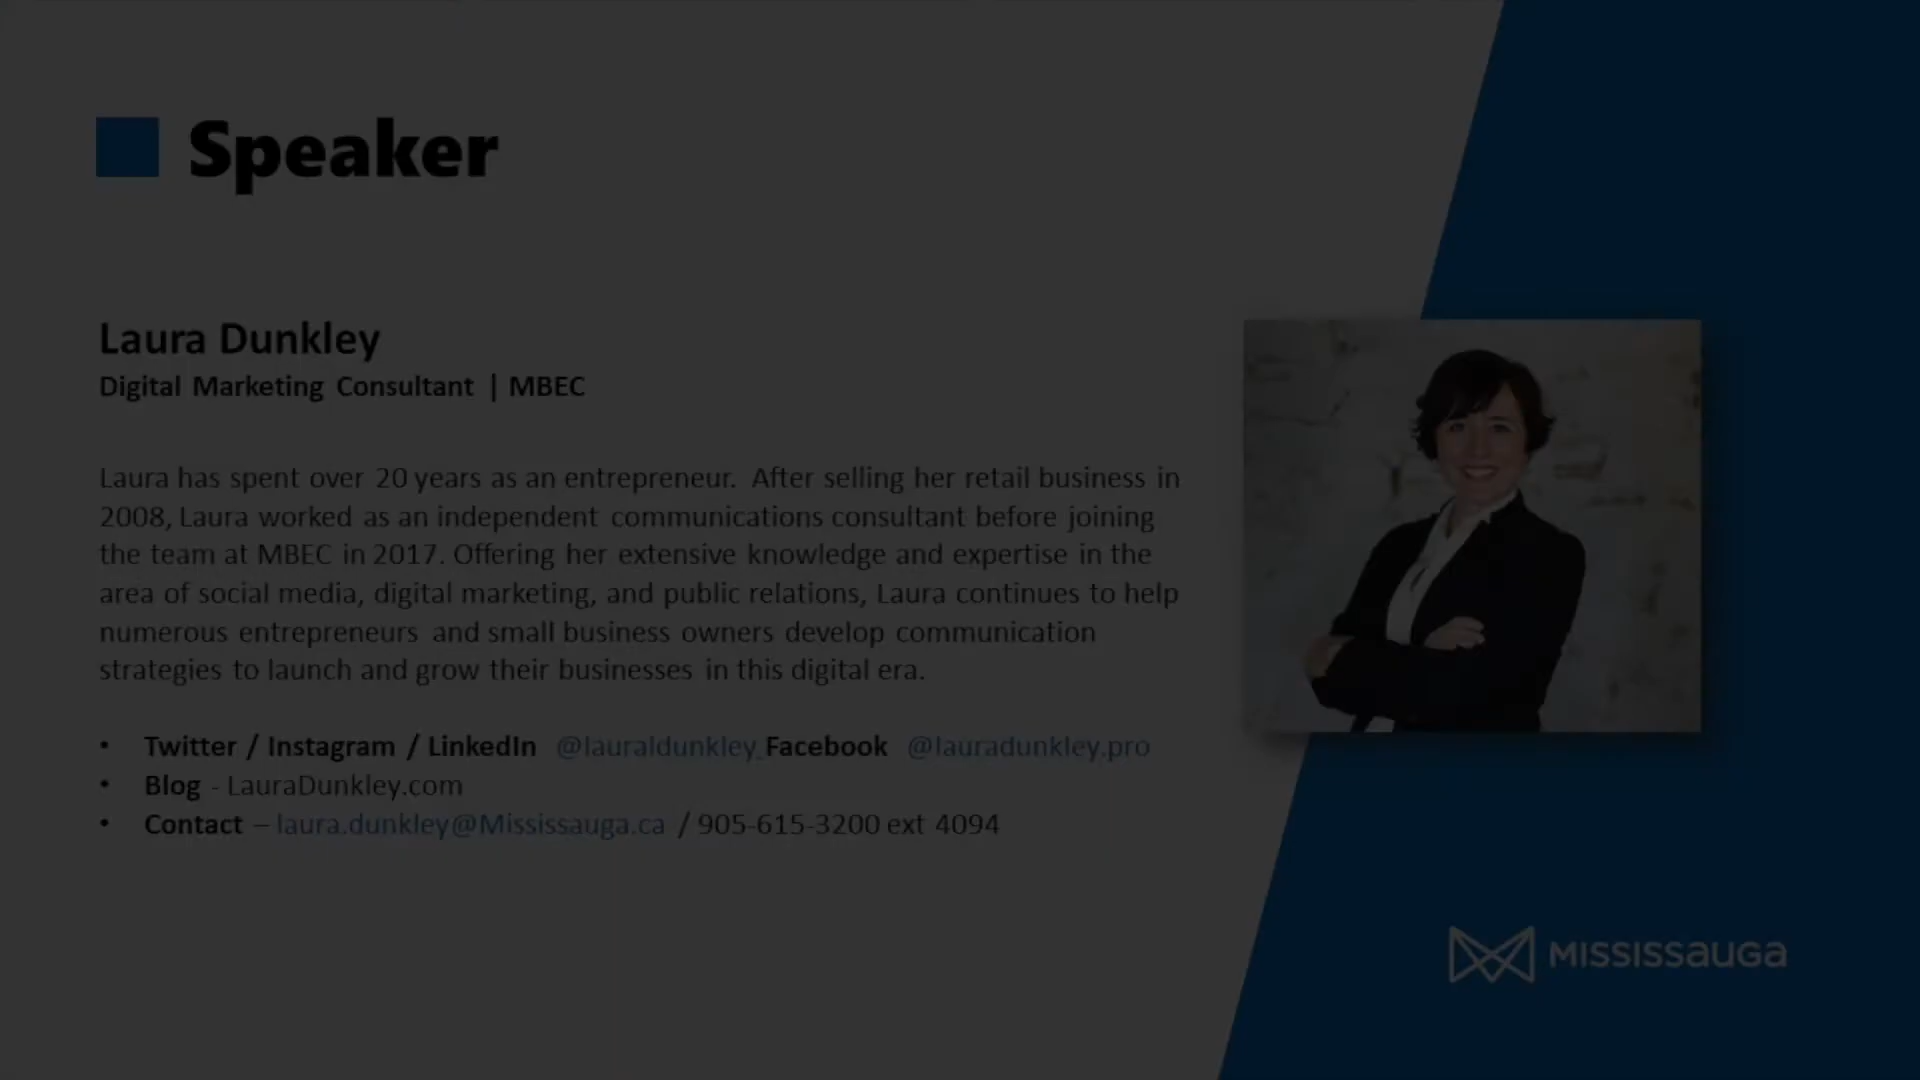 Speaker
Laura Dunkley
Digital Marketing Consultant | MBEC
Laura has spent over 20 years as an entrepreneur. After selling her retail business in
2008, Laura worked as an independent communications consultant before joining
the team at MBEC in 2017. Offering her extensive knowledge and expertise in the
area of social media, digital marketing, and public relations, Laura continues to help
numerous entrepreneurs and small business owners develop communication
strategies to launch and grow their businesses in this digital era.
• Twitter / Instagram / LinkedIn @lauraldunkley Facebook @lauradunkley.pro
• Blog - LauraDunkley.com
• Contact – laura.dunkley@Mississauga.ca / 905-615-3200 ext 4094
MISSISSAUGA